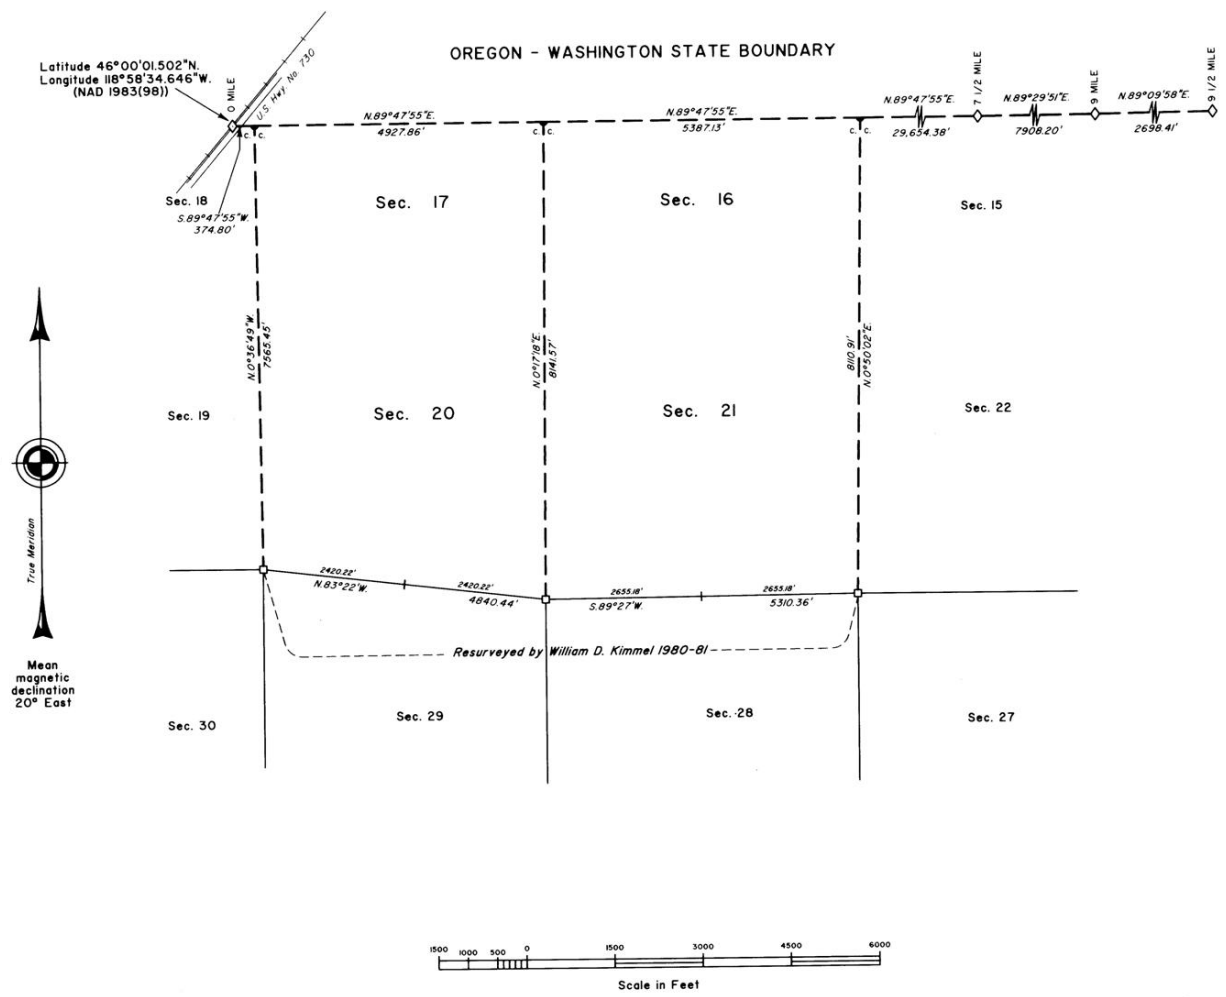 OREGON - WASHINGTON STATE BOUNDARY
Latitude 46°00'01.502"N.
Longitude 118°58'34.646"W.
(NAD 1983(98))
0 MILE
U.S. Hwy. No. 730
N.89°47'55"E.
4927.86'
N.89°47'55"E.
5387.13'
N.89°47'55"E.
29,654.38'
7 1/2 MILE
N.89°29'51"E.
7908.20'
9 MILE
N.89°09'58"E.
2698.41'
9 1/2 MILE
c. c.
c. c.
c. c.
Sec. 18
S.89°47'55"W.
374.80'
Sec. 17
Sec. 16
Sec. 15
N.0°36'49"W.
7565.45'
N.0°17'18"E.
8141.57'
8110.91'
N.0°50'02"E.
Sec. 19
Sec. 20
Sec. 21
Sec. 22
True Meridian
2420.22'
N.83°22'W.
2420.22'
4840.44'
2655.18'
S.89°27'W.
2655.18'
5310.36'
Resurveyed by William D. Kimmel 1980-81
Mean
magnetic
declination
20° East
Sec. 30
Sec. 29
Sec. 28
Sec. 27
1500 1000 500 0 1500 3000 4500 6000
Scale in Feet